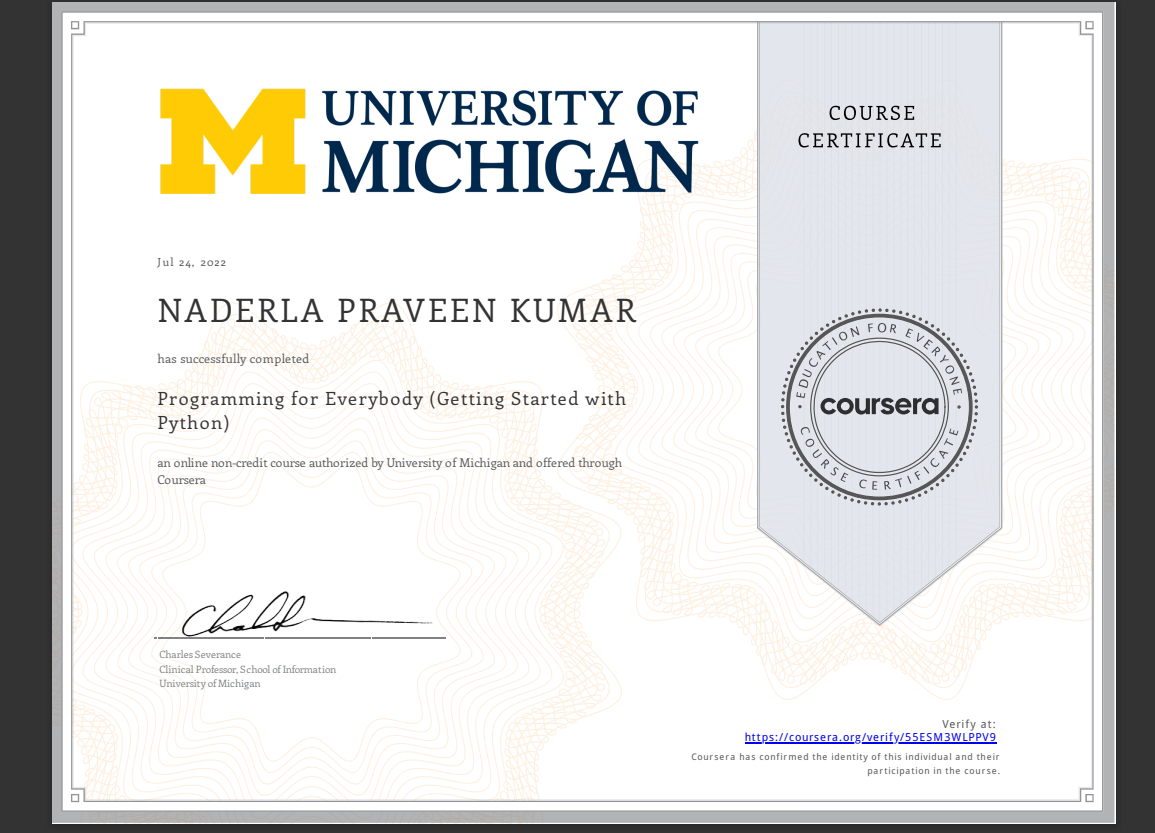 UNIVERSITY OF
MICHIGAN
COURSE
CERTIFICATE
Jul 24, 2022
NADERLA PRAVEEN KUMAR
has successfully completed
Programming for Everybody (Getting Started with
Python)
an online non-credit course authorized by University of Michigan and offered through
Coursera
EDUCATION FOR EVERYONE
coursera
COURSE CERTIFICATE
Charles Severance
Clinical Professor, School of Information
University of Michigan
Verify at:
https://coursera.org/verify/55ESM3WLPPV9
Coursera has confirmed the identity of this individual and their
participation in the course.